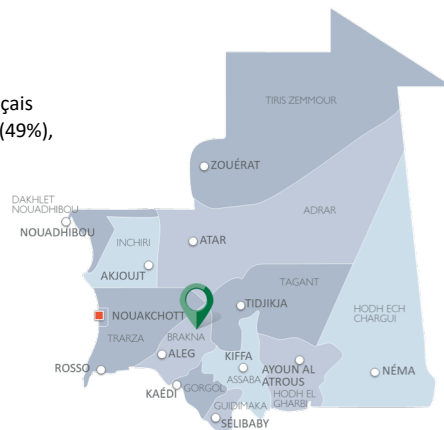 çais
(49%),
TIRIS ZEMMOUR
ZOUÉRAT
DAKHLET
NOUADHIBOU
NOUADHIBOU
ADRAR
INCHIRI
ATAR
AKJOUJT
TAGANT
TIDJIKJA
HODH ECH
CHARGUI
NOUAKCHOTT
TRARZA
BRAKNA
ALEG
KIFFA
ASSABA
AYOUN AL
ATROUS
HODH EL
GHARBI
NÉMA
ROSSO
KAÉDI
GORGOL
GUIDIMAKA
SELIBABY